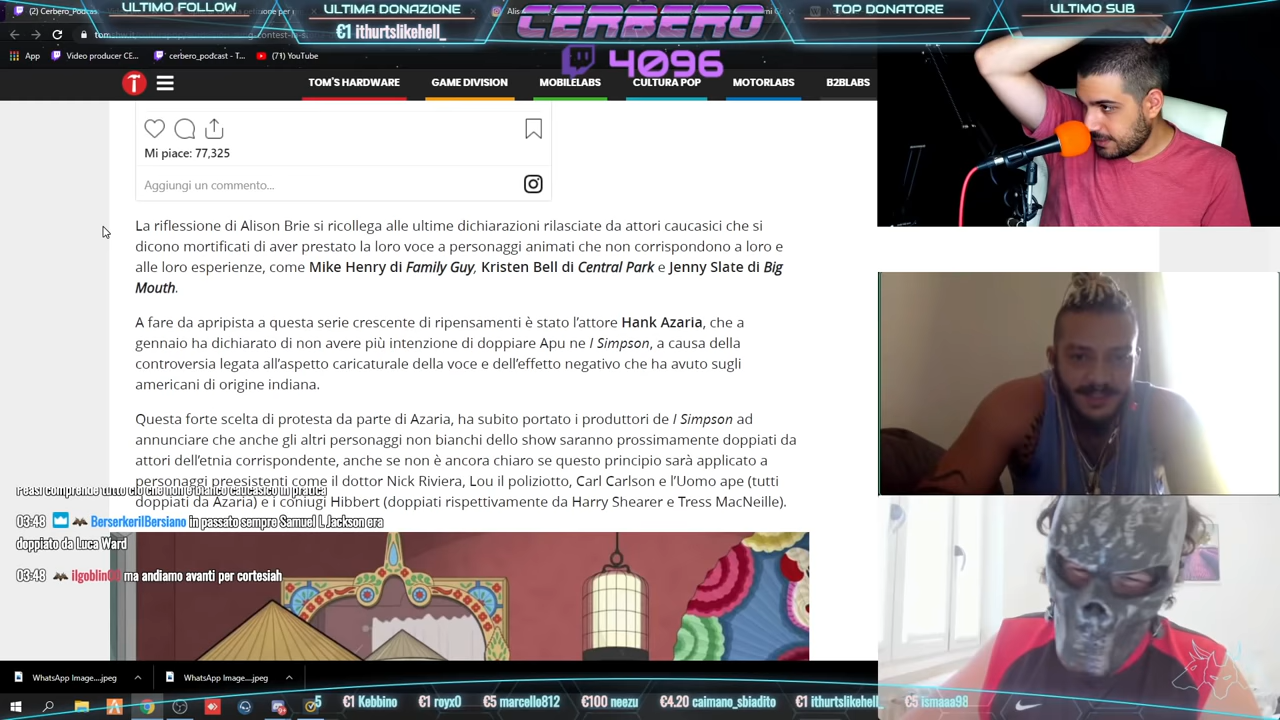 ULTIMO FOLLOW
ULTIMA DONAZIONE
€1 ithurtslikehell_
CERBERO
4096
TOP DONATORE
ULTIMO SUB
(2) Cerbero_Podcast
App
Video producer CE...
cerbero_podcast - T...
(71) YouTube
TOM'S HARDWARE
GAME DIVISION
MOBILELABS
CULTURA POP
MOTORLABS
B2BLABS
Mi piace: 77,325
Aggiungi un commento...
La riflessione di Alison Brie si ricollega alle ultime dichiarazioni rilasciate da attori caucasici che si
dicono mortificati di aver prestato la loro voce a personaggi animati che non corrispondono a loro e
alle loro esperienze, come Mike Henry di Family Guy, Kristen Bell di Central Park e Jenny Slate di Big
Mouth.
A fare da apripista a questa serie crescente di ripensamenti è stato l'attore Hank Azaria, che a
gennaio ha dichiarato di non avere più intenzione di doppiare Apu ne I Simpson, a causa della
controversia legata all'aspetto caricaturale della voce e dell'effetto negativo che ha avuto sugli
americani di origine indiana.
Questa forte scelta di protesta da parte di Azaria, ha subito portato i produttori de I Simpson ad
annunciare che anche gli altri personaggi non bianchi dello show saranno prossimamente doppiati da
attori dell'etnia corrispondente, anche se non è ancora chiaro se questo principio sarà applicato a
personaggi preesistenti come il dottor Nick Riviera, Lou il poliziotto, Carl Carlson e l'Uomo ape (tutti
doppiati da Azaria) e i coniugi Hibbert (doppiati rispettivamente da Harry Shearer e Tress MacNeille).
comprende tutto ciò che non è bianco caucasico in pratica
03:48 BerserkerilBersiano in passato sempre Samuel L Jackson era
doppiato da Luca Ward
03:48 ma andiamo avanti per cortesiah
WhatsApp Image....jpeg
WhatsApp Image....jpeg
5 €1 Kebbino €1 royx0 €5 marcello812 €100 neezu €4.20 caimano_sbiadito €1 ithurtslikehell_ €5 ismaaa98